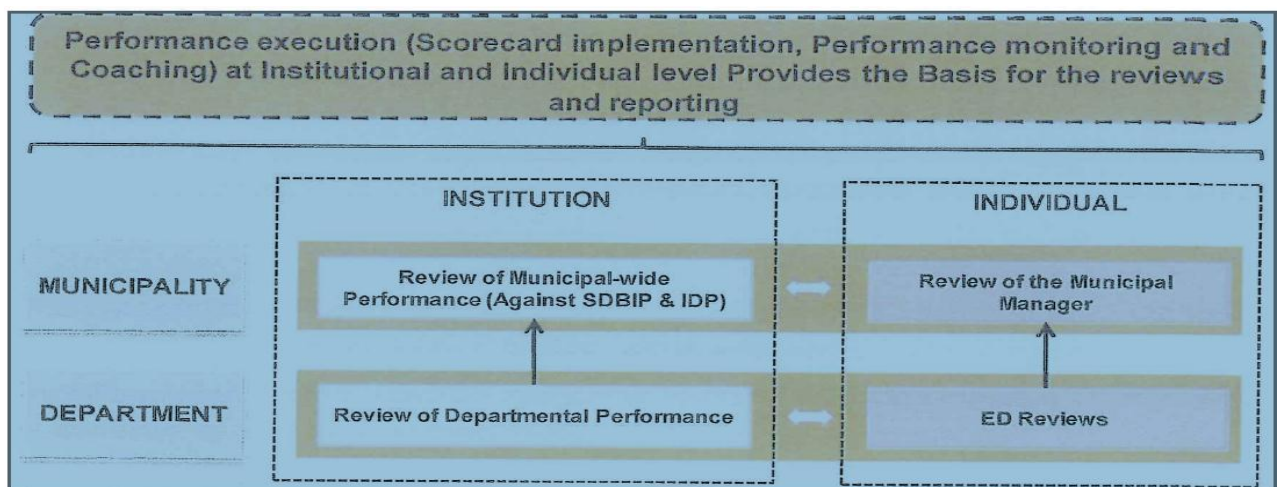 Performance execution (Scorecard implementation, Performance monitoring and
Coaching) at Institutional and Individual level Provides the Basis for the reviews
and reporting
INSTITUTION
INDIVIDUAL
MUNICIPALITY
Review of Municipal-wide
Performance (Against SDBIP & IDP)
Review of the Municipal
Manager
DEPARTMENT
Review of Departmental Performance
ED Reviews